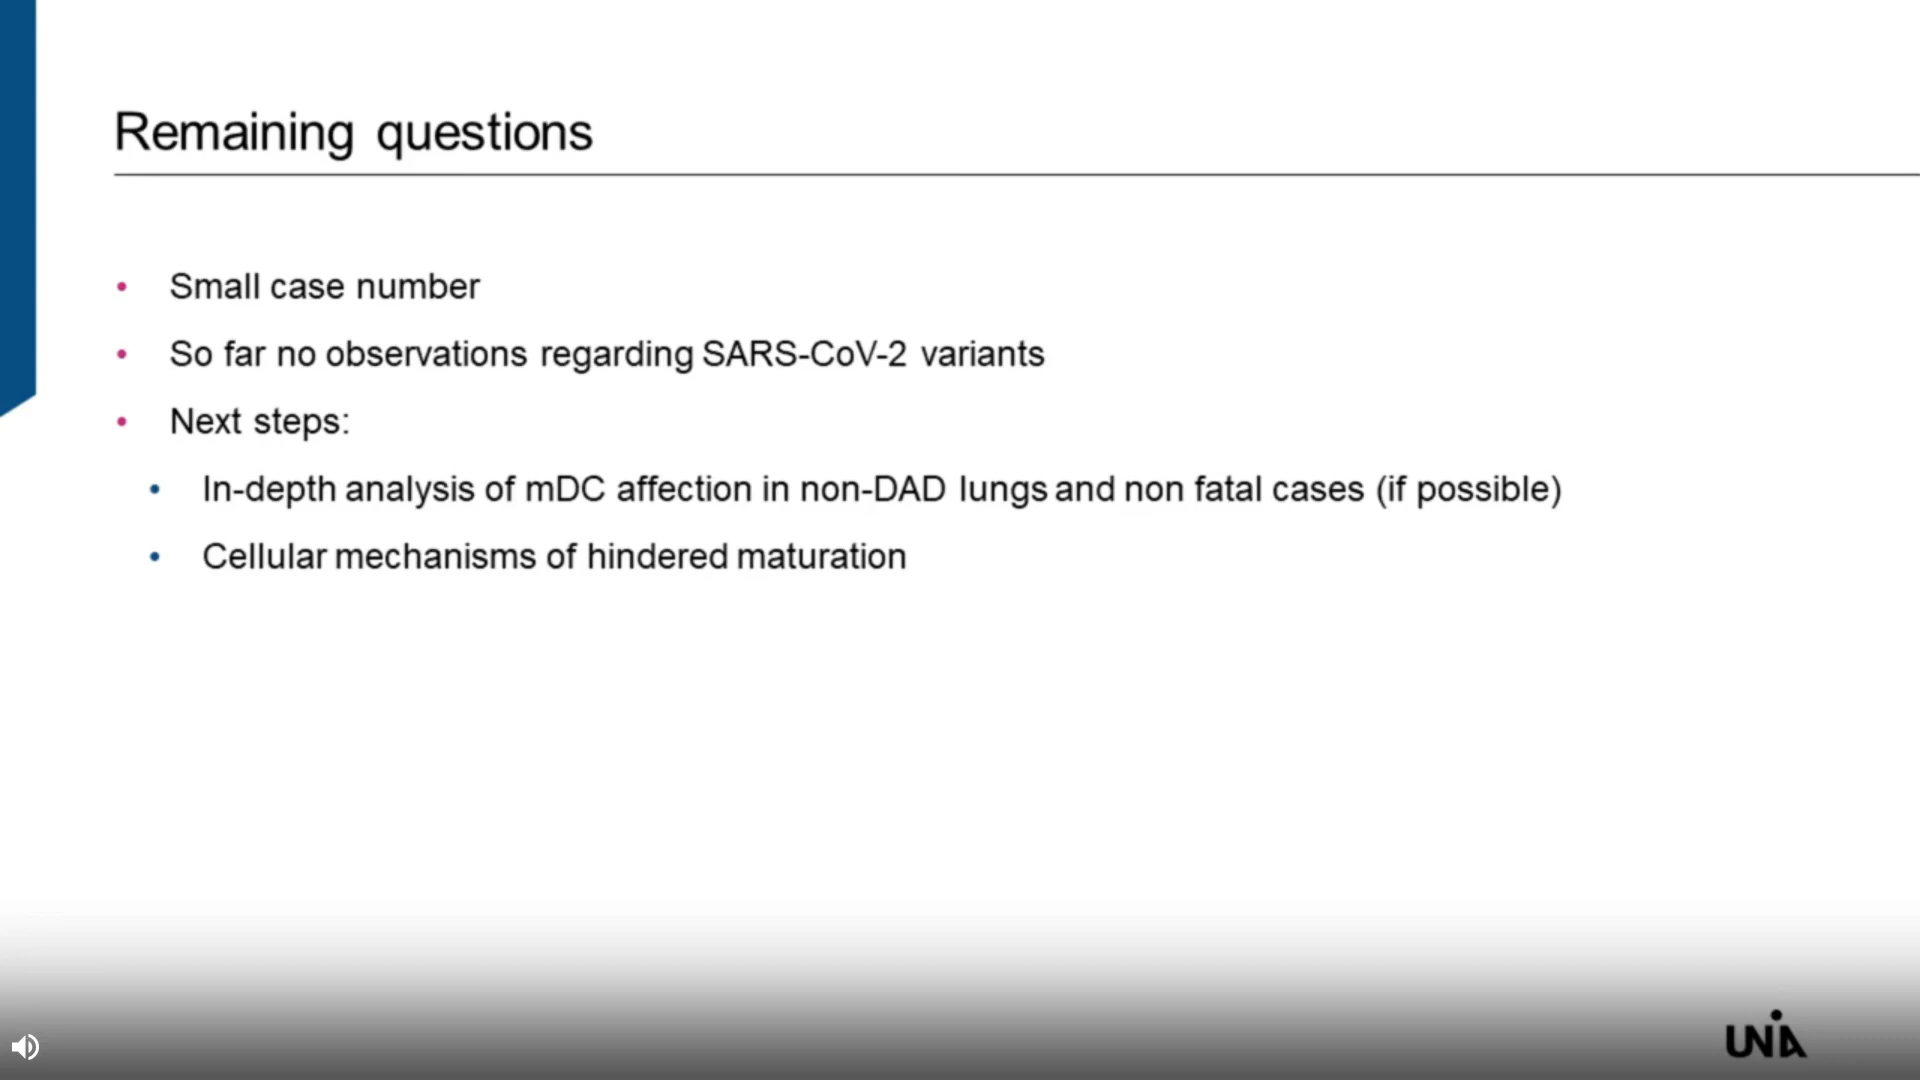 Remaining questions
• Small case number
• So far no observations regarding SARS-CoV-2 variants
• Next steps:
• In-depth analysis of mDC affection in non-DAD lungs and non fatal cases (if possible)
• Cellular mechanisms of hindered maturation
UNIA